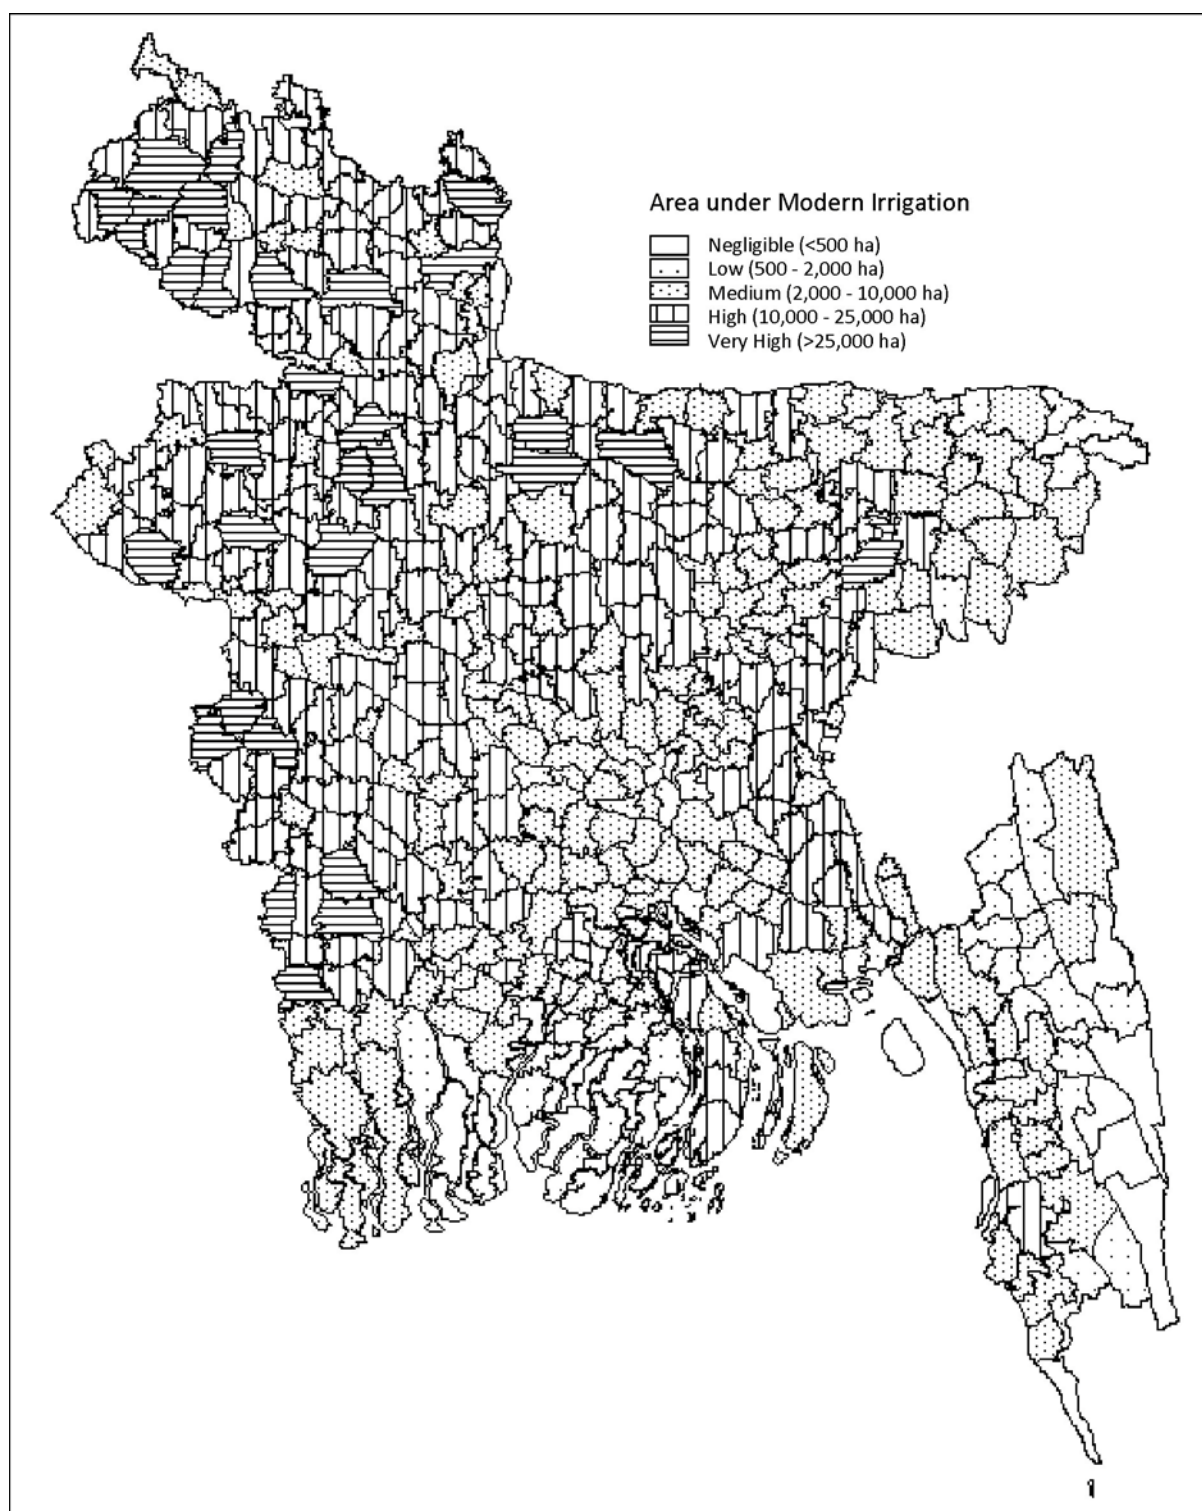 Area under Modern Irrigation
Negligible (<500 ha)
Low (500 - 2,000 ha)
Medium (2,000 - 10,000 ha)
High (10,000 - 25,000 ha)
Very High (>25,000 ha)